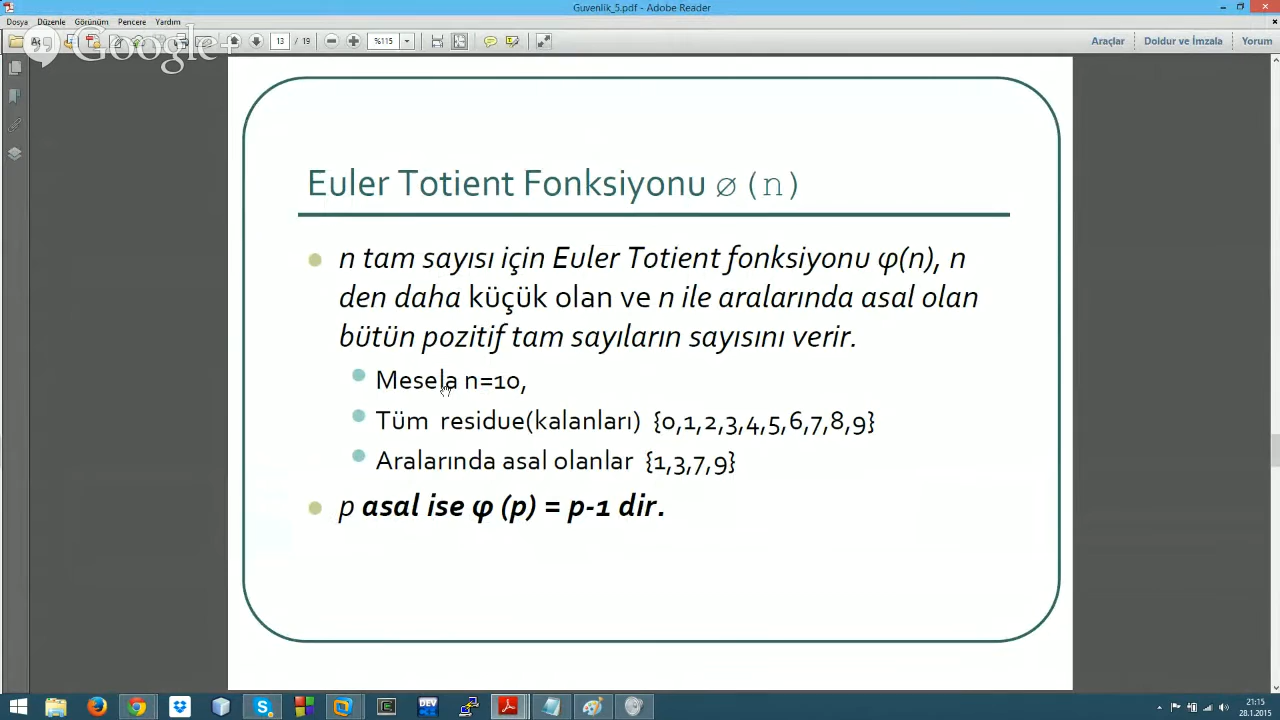 Guvenlik_5.pdf - Adobe Reader
Dosya Düzenle Görünüm Pencere Yardım
Google+
13 / 19 %115
Araçlar Doldur ve İmzala Yorum
Euler Totient Fonksiyonu ∅(n)
n tam sayısı için Euler Totient fonksiyonu φ(n), n
den daha küçük olan ve n ile aralarında asal olan
bütün pozitif tam sayıların sayısını verir.
Mesela n=10,
Tüm residue(kalanları) {0,1,2,3,4,5,6,7,8,9}
Aralarında asal olanlar {1,3,7,9}
p asal ise φ (p) = p-1 dir.
DEV
21:15
28.1.2015